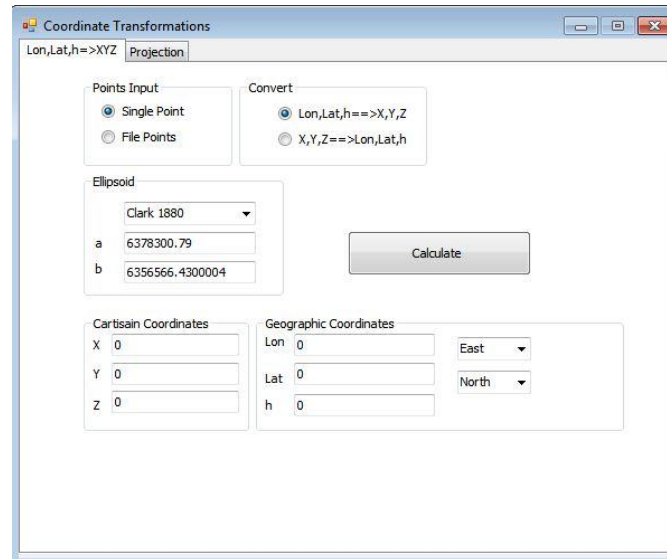 Coordinate Transformations
Lon,Lat,h=>XYZ Projection
Points Input
Single Point
File Points
Convert
Lon,Lat,h==>X,Y,Z
X,Y,Z==>Lon,Lat,h
Ellipsoid
Clark 1880
a 6378300.79
b 6356566.4300004
Calculate
Cartisain Coordinates
X 0
Y 0
Z 0
Geographic Coordinates
Lon 0 East
Lat 0 North
h 0